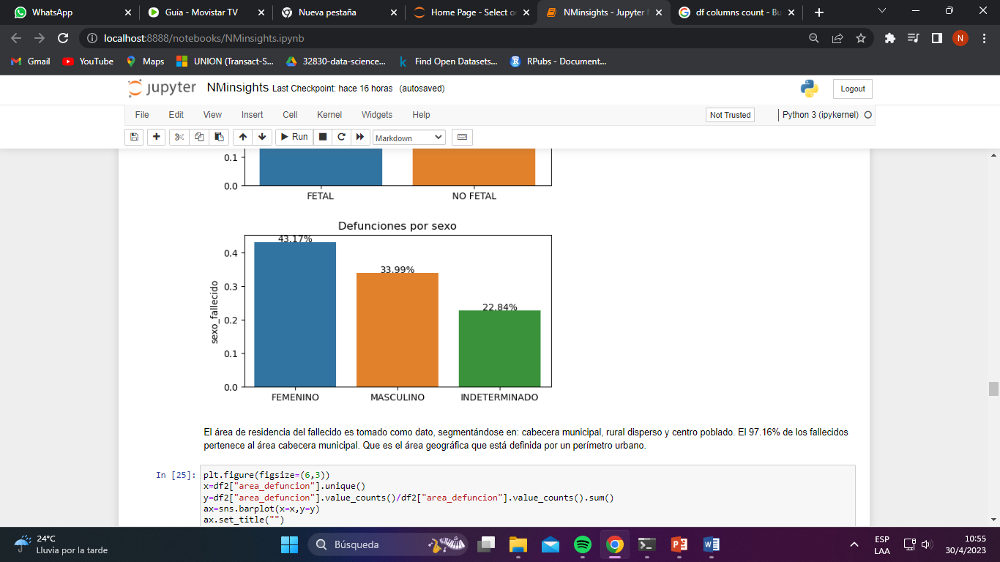 WhatsApp
Guia - Movistar TV
Nueva pestaña
Home Page - Select or
NMinsights - Jupyter N
df columns count - Bu
localhost:8888/notebooks/NMinsights.ipynb
N
Gmail
YouTube
Maps
UNION (Transact-S...
32830-data-science...
Find Open Datasets...
RPubs - Document...
jupyter
NMinsights Last Checkpoint: hace 16 horas (autosaved)
Logout
File
Edit
View
Insert
Cell
Kernel
Widgets
Help
Not Trusted
Python 3 (ipykernel)
Run
Markdown
0.1
0.0
FETAL
NO FETAL
Defunciones por sexo
43.17%
33.99%
22.84%
0.4
0.3
0.2
0.1
0.0
sexo_fallecido
FEMENINO
MASCULINO
INDETERMINADO
El área de residencia del fallecido es tomado como dato, segmentándose en: cabecera municipal, rural disperso y centro poblado. El 97.16% de los fallecidos
pertenece al área cabecera municipal. Que es el área geográfica que está definida por un perímetro urbano.
In [25]:
plt.figure(figsize=(6,3))
x=df2["area_defuncion"].unique()
y=df2["area_defuncion"].value_counts()/df2["area_defuncion"].value_counts().sum()
ax=sns.barplot(x=x,y=y)
ax.set_title("")
24°C
Lluvia por la tarde
Búsqueda
ESP
LAA
10:55
30/4/2023